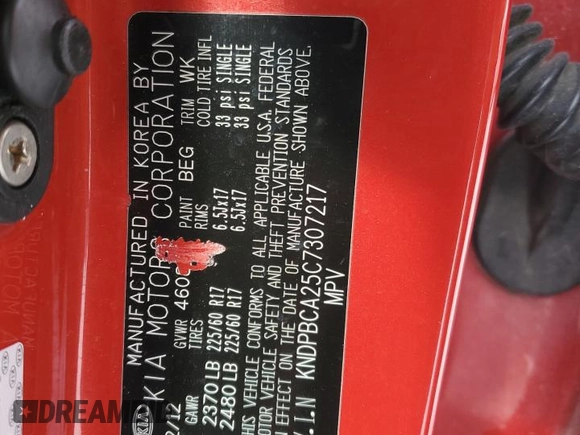 MANUFACTURED IN KOREA BY
KIA MOTORS CORPORATION
2/12 GVWR 460 PAINT BEG TRIM WK
GAWR TIRES RIMS COLD TIRE INFL
2370 LB 225/60 R17 6.5Jx17 33 psi SINGLE
2480 LB 225/60 R17 6.5Jx17 33 psi SINGLE
THIS VEHICLE CONFORMS TO ALL APPLICABLE U.S.A. FEDERAL
MOTOR VEHICLE SAFETY AND THEFT PREVENTION STANDARDS
IN EFFECT ON THE DATE OF MANUFACTURE SHOWN ABOVE.
V.I.N KNDPBCA25C7307217
MPV
DREAM